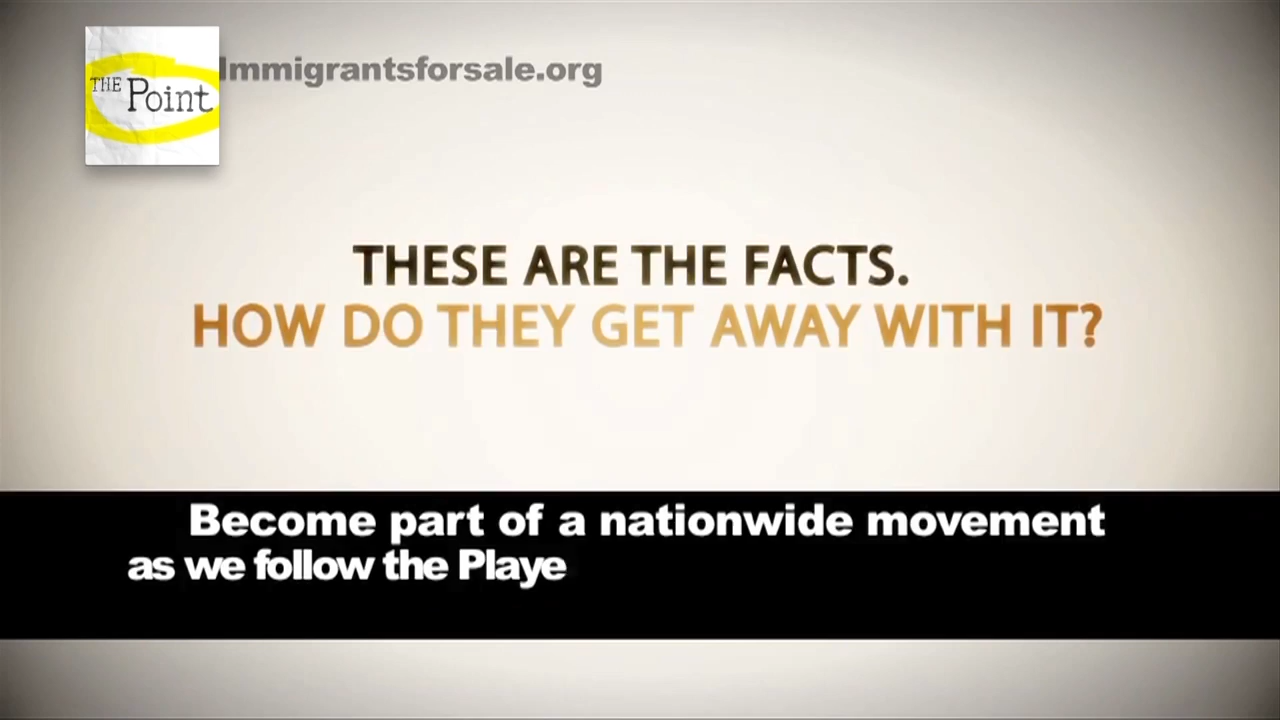 THE
Point
Immigrantsforsale.org
THESE ARE THE FACTS.
HOW DO THEY GET AWAY WITH IT?
Become part of a nationwide movement
as we follow the Playe